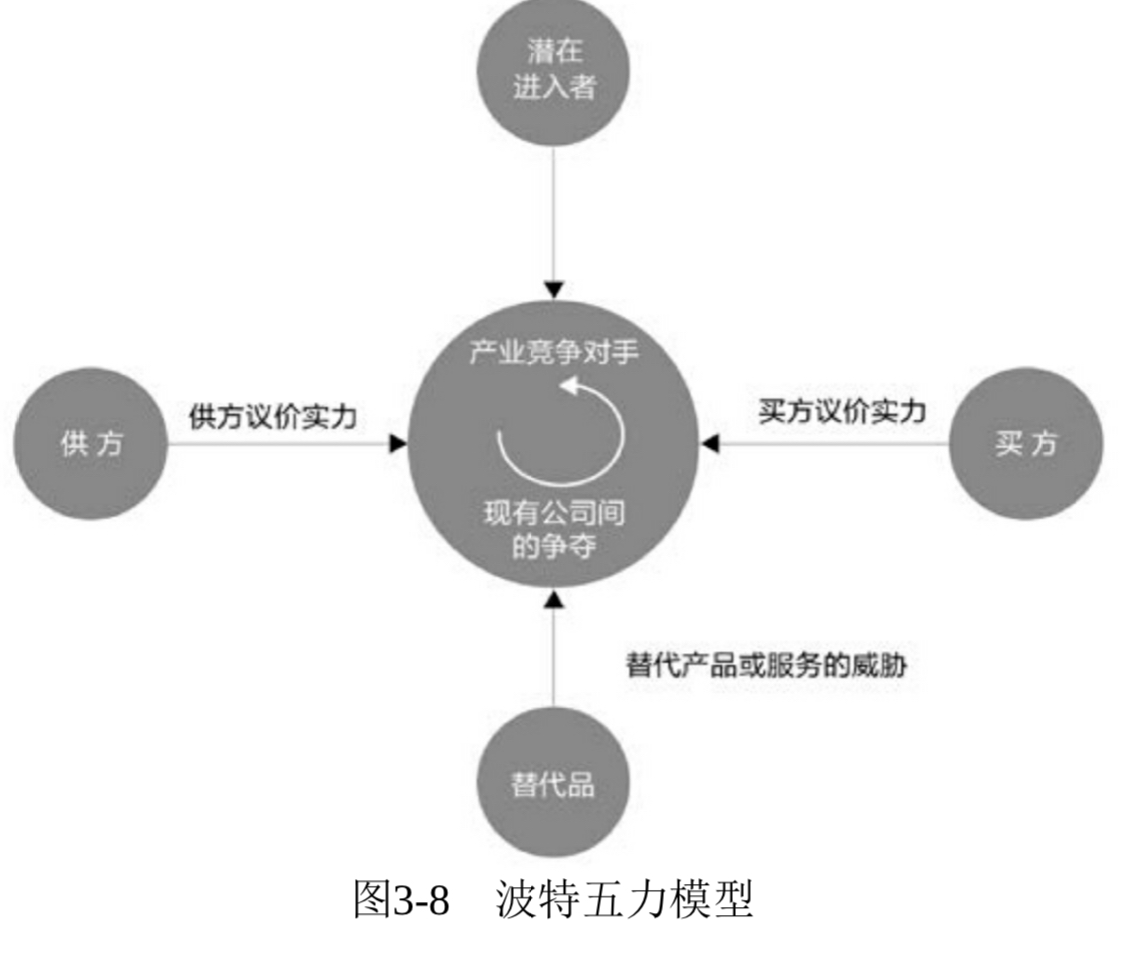 潜在
进入者
产业竞争对手
供方议价实力
买方议价实力
供方
买方
现有公司间
的争夺
替代产品或服务的威胁
替代品
图3-8 波特五力模型